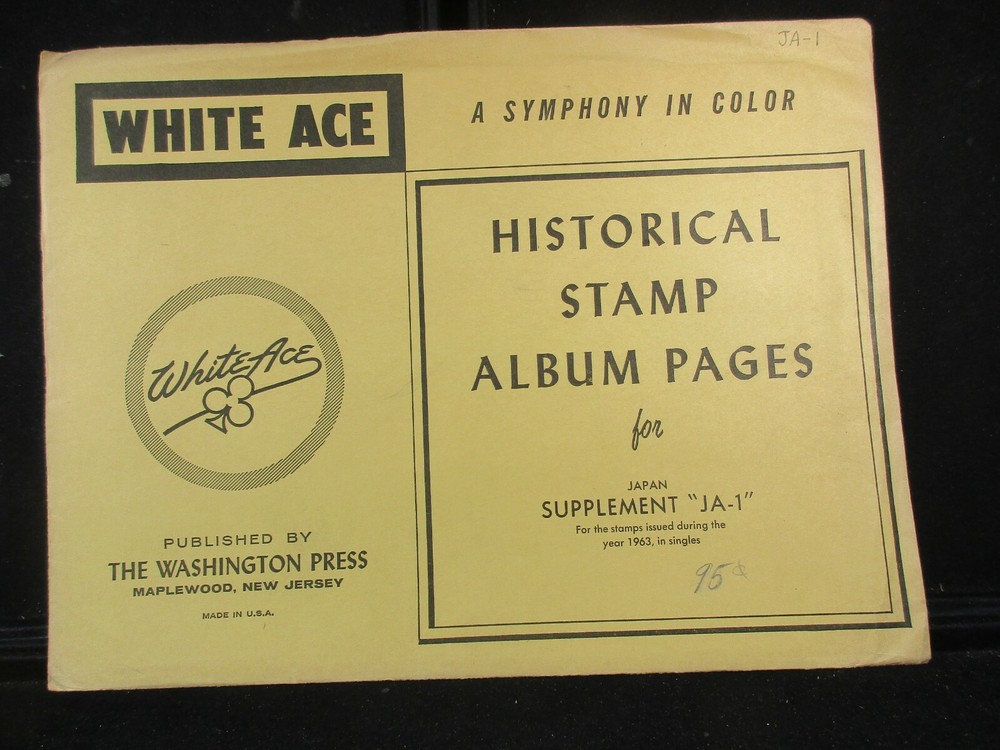 JA-1
WHITE ACE
A SYMPHONY IN COLOR
White Ace
PUBLISHED BY
THE WASHINGTON PRESS
MAPLEWOOD, NEW JERSEY
MADE IN U.S.A.
HISTORICAL
STAMP
ALBUM PAGES
for
JAPAN
SUPPLEMENT "JA-1"
For the stamps issued during the
year 1963, in singles
95¢